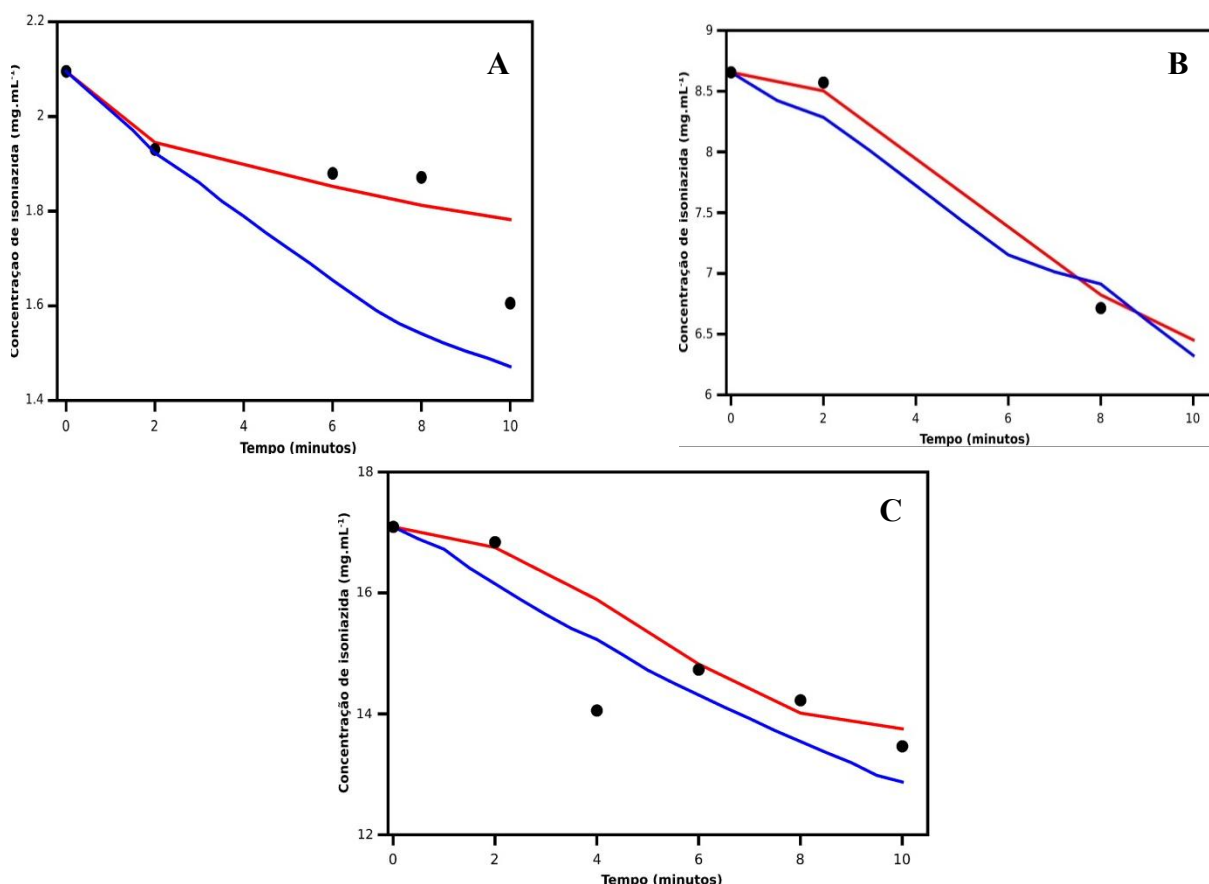 A
Concentração de isoniazida (mg.mL⁻¹)
2.2
2
1.8
1.6
1.4
0 2 4 6 8 10
Tempo (minutos)
B
Concentração de isoniazida (mg.mL⁻¹)
9
8.5
8
7.5
7
6.5
6
0 2 4 6 8 10
Tempo (minutos)
C
Concentração de isoniazida (mg.mL⁻¹)
18
16
14
12
0 2 4 6 8 10
Tempo (minutos)